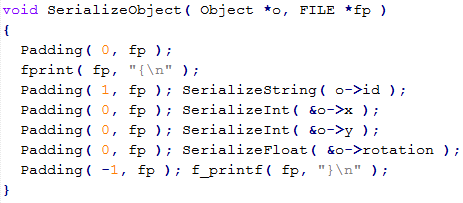 void SerializeObject( Object *o, FILE *fp )
{
  Padding( 0, fp );
  fprint( fp, "{\n" );
  Padding( 1, fp ); SerializeString( o->id );
  Padding( 0, fp ); SerializeInt( &o->x );
  Padding( 0, fp ); SerializeInt( &o->y );
  Padding( 0, fp ); SerializeFloat( &o->rotation );
  Padding( -1, fp ); f_printf( fp, "}\n" );
}